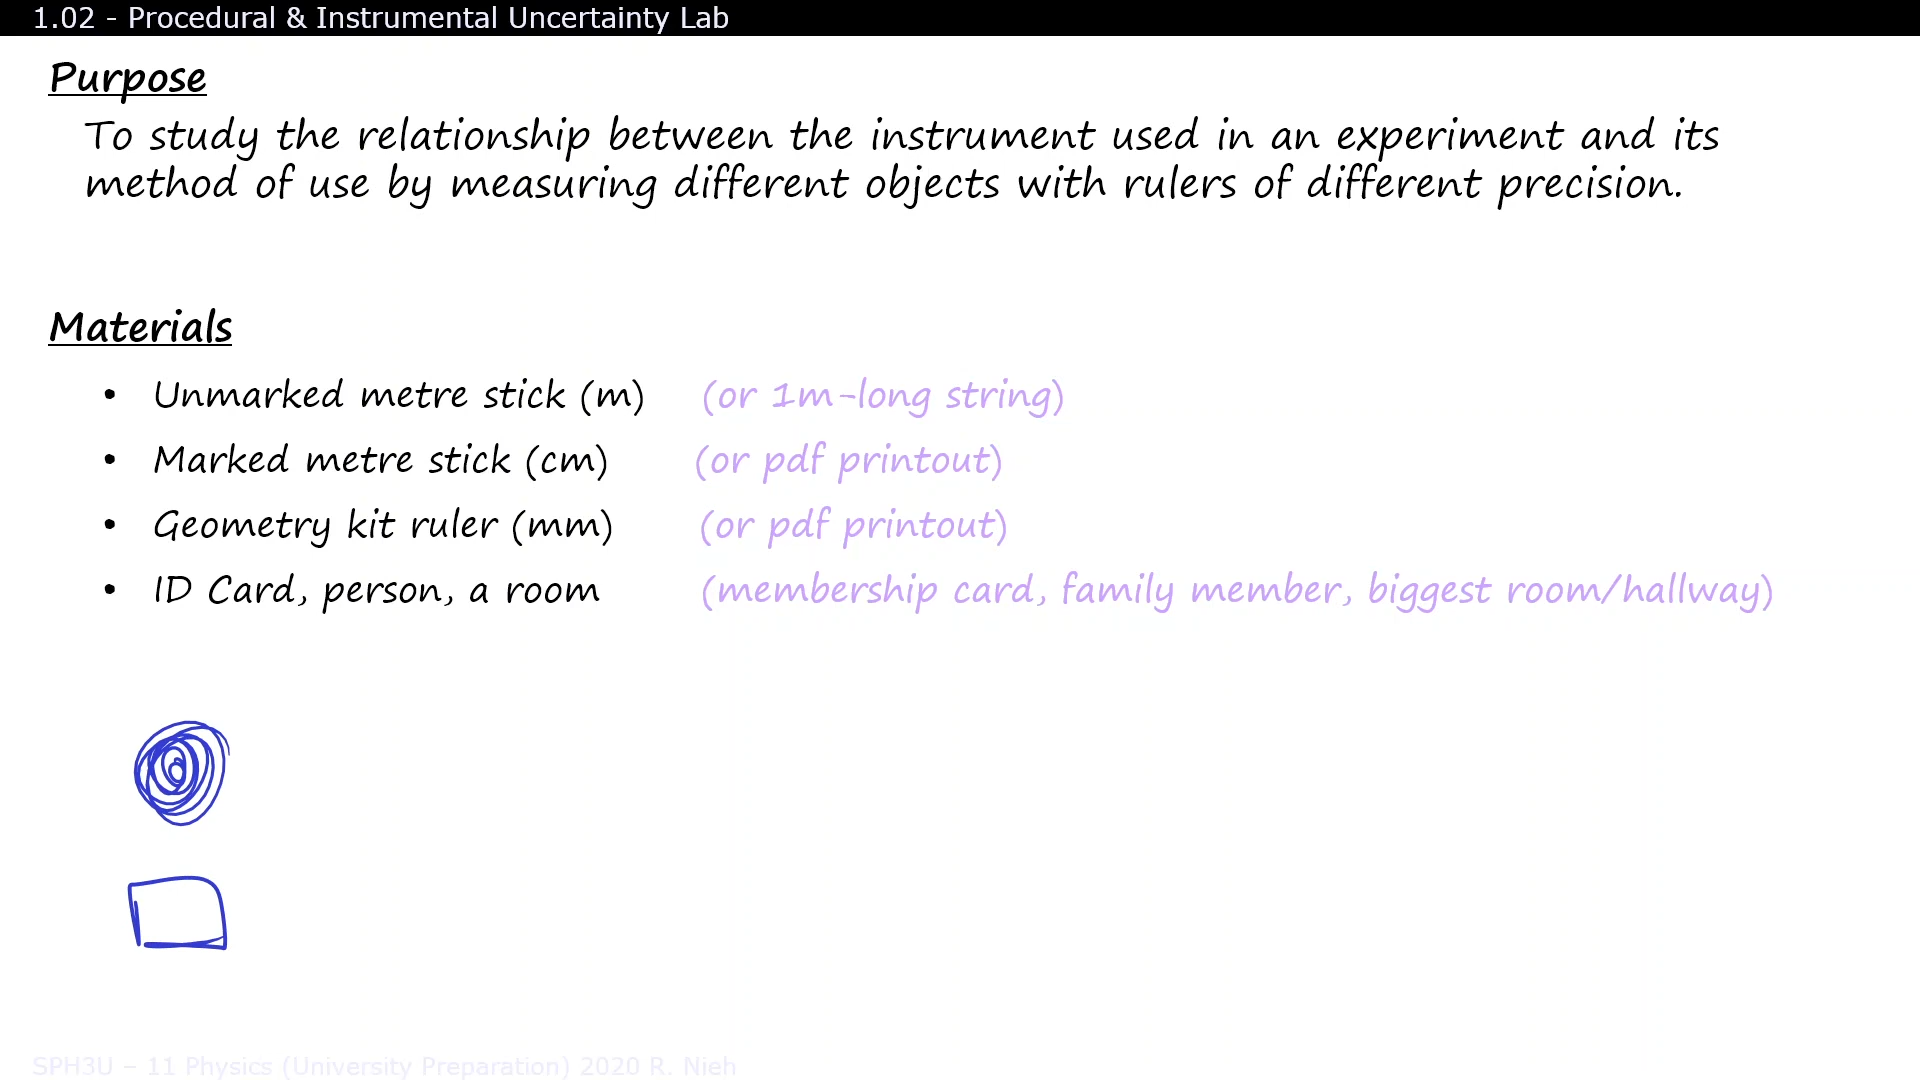 1.02 - Procedural & Instrumental Uncertainty Lab
Purpose
To study the relationship between the instrument used in an experiment and its
method of use by measuring different objects with rulers of different precision.
Materials
• Unmarked metre stick (m) (or 1m-long string)
• Marked metre stick (cm) (or pdf printout)
• Geometry kit ruler (mm) (or pdf printout)
• ID Card, person, a room (membership card, family member, biggest room/hallway)
SPH3U – 11 Physics (University Preparation) 2020 R. Nieh